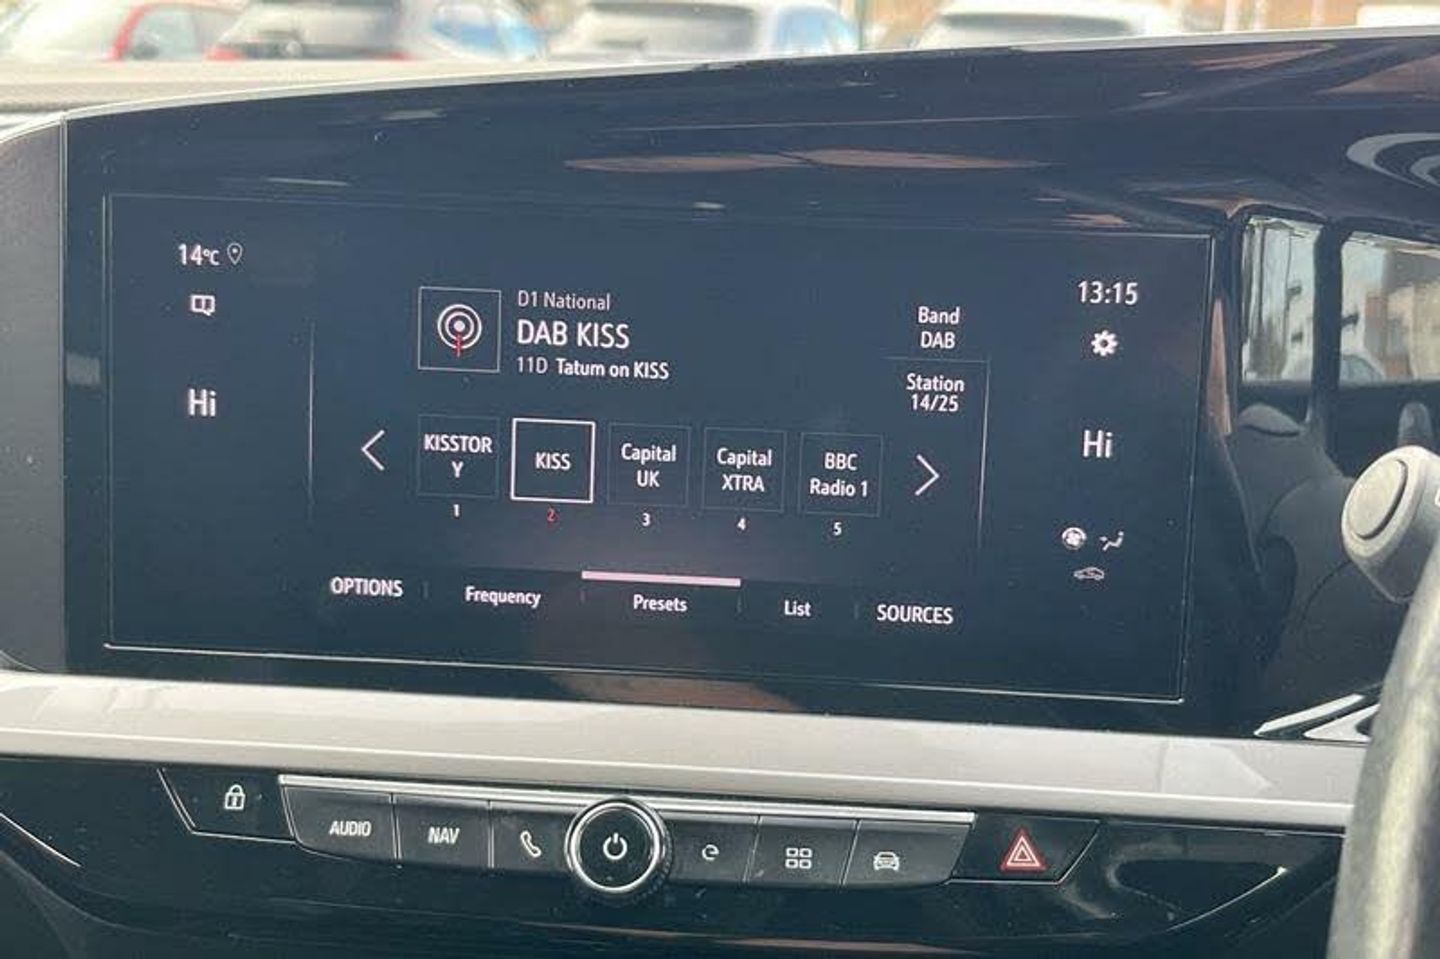 14°C
Hi
D1 National
DAB KISS
11D Tatum on KISS
Band
DAB
Station
14/25
13:15
Hi
KISSTOR
Y
KISS
Capital
UK
Capital
XTRA
BBC
Radio 1
1
2
3
4
5
OPTIONS
Frequency
Presets
List
SOURCES
AUDIO
NAV